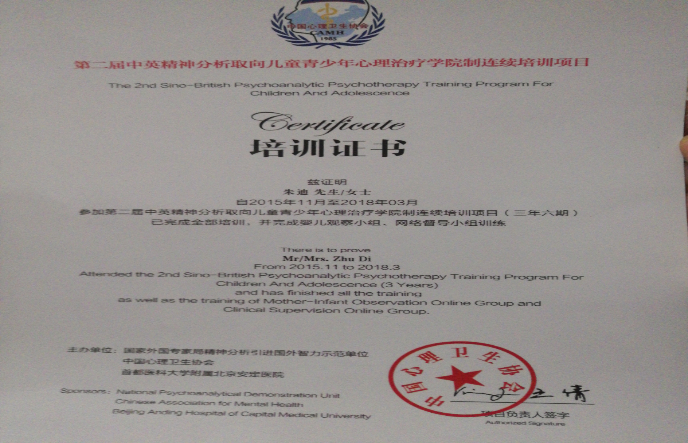 中国心理卫生协会
CAMH
1985
第二届中英精神分析取向儿童青少年心理治疗学院制连续培训项目
The 2nd Sino-British Psychoanalytic Psychotherapy Training Program For
Children And Adolescence
Certificate
培训证书
兹证明
朱迪 先生/女士
自2015年11月至2018年03月
参加第二届中英精神分析取向儿童青少年心理治疗学院制连续培训项目（三年六期）
已完成全部培训，并完成婴儿观察小组、网络督导小组训练
There is to prove
Mr/Mrs. Zhu Di
From 2015.11 to 2018.3
Attended the 2nd Sino-British Psychoanalytic Psychotherapy Training Program For
Children And Adolescence (3 Years)
and has finished all the training
as well as the training of Mother-Infant Observation Online Group and
Clinical Supervision Online Group.
主办单位：国家外国专家局精神分析引进国外智力示范单位
中国心理卫生协会
首都医科大学附属北京安定医院
Sponsors: National Psychoanalytical Demonstration Unit
Chinese Association for Mental Health
Beijing Anding Hospital of Capital Medical University
中国心理卫生协会
项目负责人签字
Authorized Signature